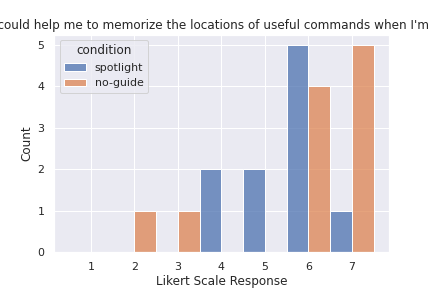 could help me to memorize the locations of useful commands when I'm
condition
spotlight
no-guide
5
4
3
2
1
0
Count
1 2 3 4 5 6 7
Likert Scale Response